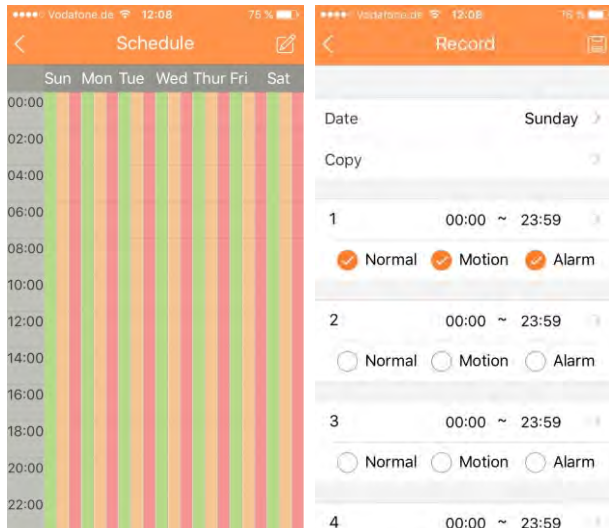 Vodafone.de 12:08 75 %
Schedule
Sun Mon Tue Wed Thur Fri Sat
00:00
02:00
04:00
06:00
08:00
10:00
12:00
14:00
16:00
18:00
20:00
22:00
Vodafone.de 12:08 76 %
Record
Date Sunday
Copy
1 00:00 ~ 23:59
Normal Motion Alarm
2 00:00 ~ 23:59
Normal Motion Alarm
3 00:00 ~ 23:59
Normal Motion Alarm
4 00:00 ~ 23:59